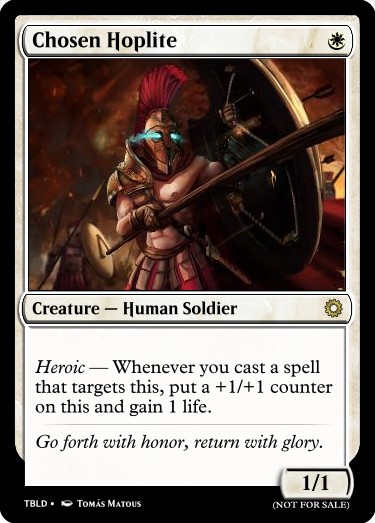 Chosen Hoplite
Creature — Human Soldier
Heroic — Whenever you cast a spell
that targets this, put a +1/+1 counter
on this and gain 1 life.
Go forth with honor, return with glory.
1/1
TBLD • Tomás Matous
(NOT FOR SALE)